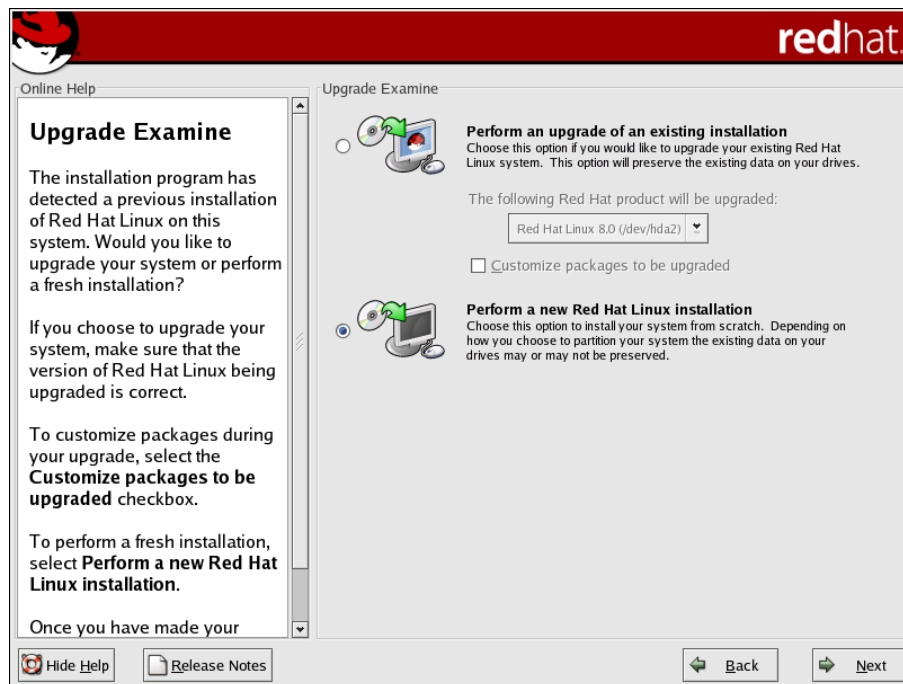 redhat.
Online Help
Upgrade Examine
The installation program has
detected a previous installation
of Red Hat Linux on this
system. Would you like to
upgrade your system or perform
a fresh installation?
If you choose to upgrade your
system, make sure that the
version of Red Hat Linux being
upgraded is correct.
To customize packages during
your upgrade, select the
Customize packages to be
upgraded checkbox.
To perform a fresh installation,
select Perform a new Red Hat
Linux installation.
Once you have made your
Upgrade Examine
Perform an upgrade of an existing installation
Choose this option if you would like to upgrade your existing Red Hat
Linux system. This option will preserve the existing data on your drives.
The following Red Hat product will be upgraded:
Red Hat Linux 8.0 (/dev/hda2)
Customize packages to be upgraded
Perform a new Red Hat Linux installation
Choose this option to install your system from scratch. Depending on
how you choose to partition your system the existing data on your
drives may or may not be preserved.
Hide Help
Release Notes
Back
Next